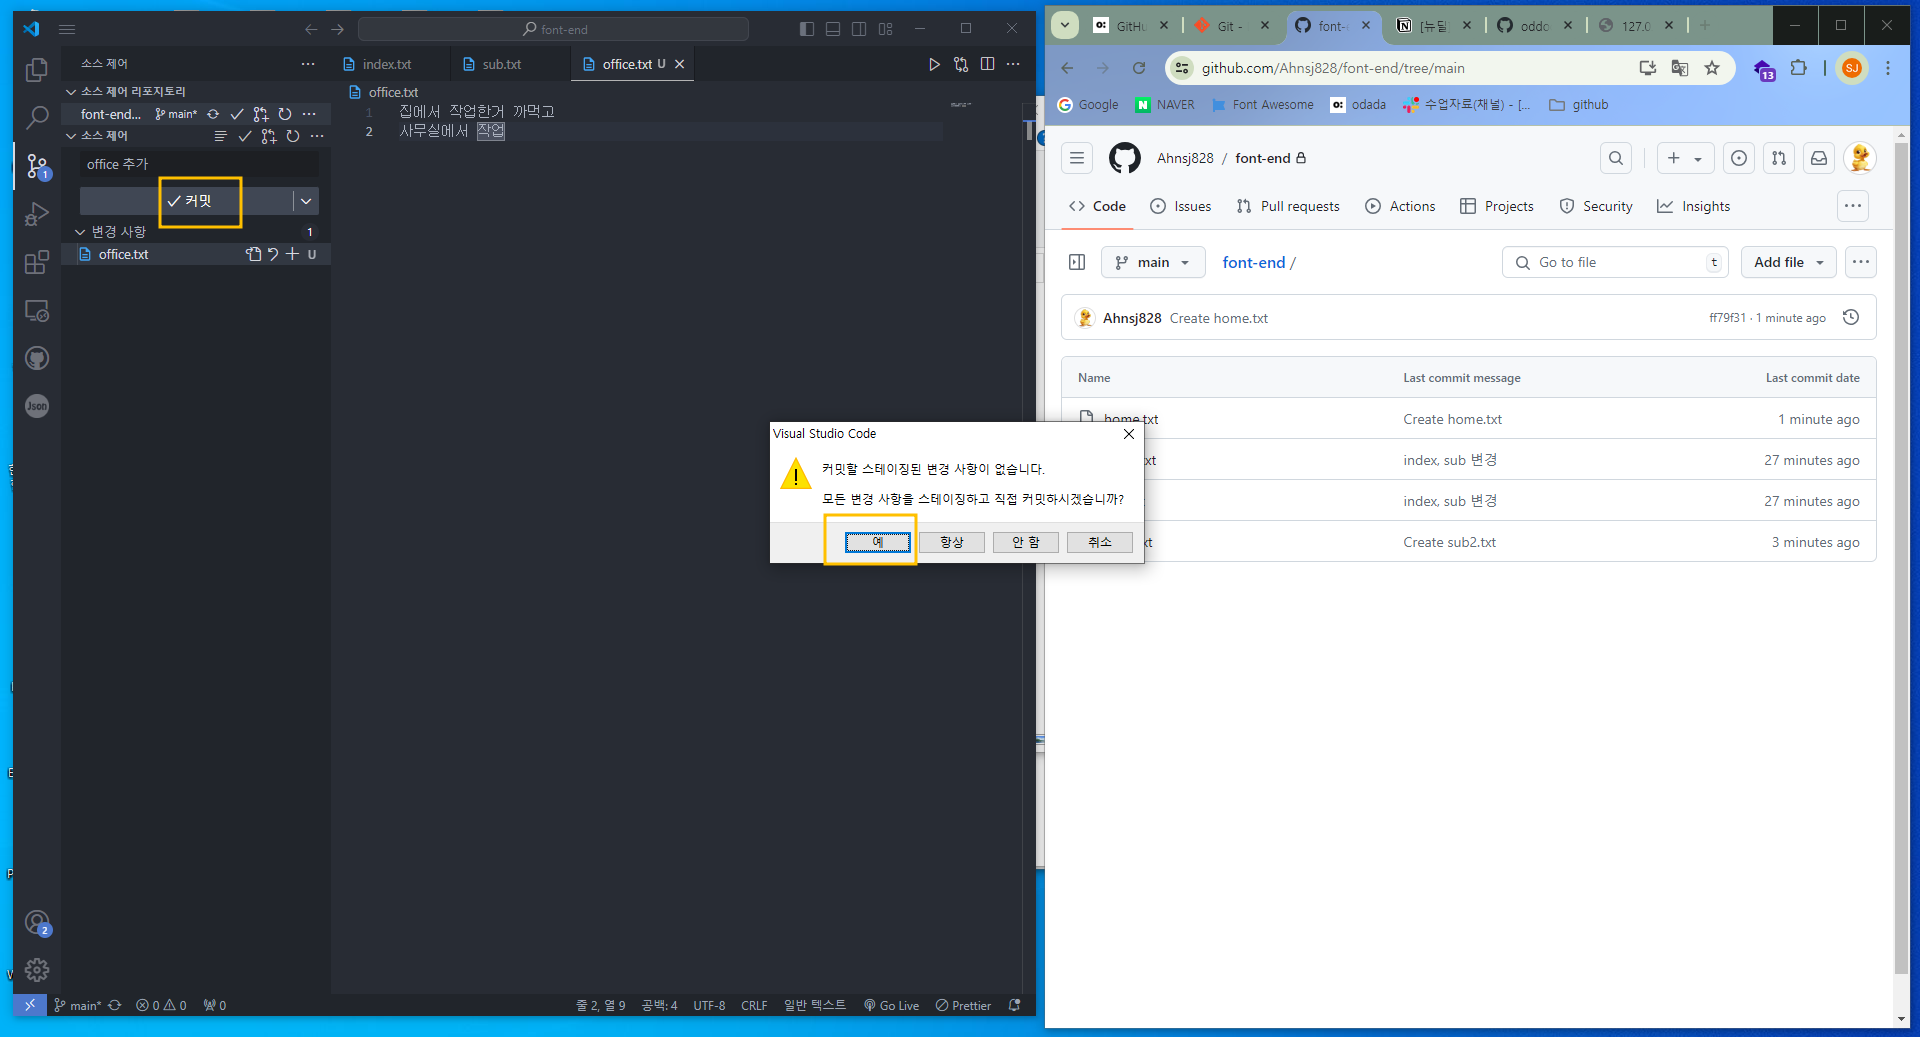 font-end
소스 제어
소스 제어 리포지토리
font-end...
main*
소스 제어
office 추가
커밋
변경 사항
1
office.txt
U
1
Json
2
index.txt
sub.txt
office.txt U
office.txt
1 집에서 작업한거 까먹고
2 사무실에서 작업
main*
0
0
0
줄 2, 열 9
공백: 4
UTF-8
CRLF
일반 텍스트
Go Live
Prettier
Visual Studio Code
커밋할 스테이징된 변경 사항이 없습니다.
모든 변경 사항을 스테이징하고 직접 커밋하시겠습니까?
예
항상
안 함
취소
GitHu
Git -
font-
[뉴딜
oddo
127.0
github.com/Ahnsj828/font-end/tree/main
13
SJ
Google
NAVER
Font Awesome
odada
수업자료(채널) - [...
github
Ahnsj828 / font-end
Code
Issues
Pull requests
Actions
Projects
Security
Insights
main
font-end /
Go to file
t
Add file
Ahnsj828 Create home.txt
ff79f31 · 1 minute ago
Name
Last commit message
Last commit date
home.txt
Create home.txt
1 minute ago
xt
index, sub 변경
27 minutes ago
index, sub 변경
27 minutes ago
xt
Create sub2.txt
3 minutes ago